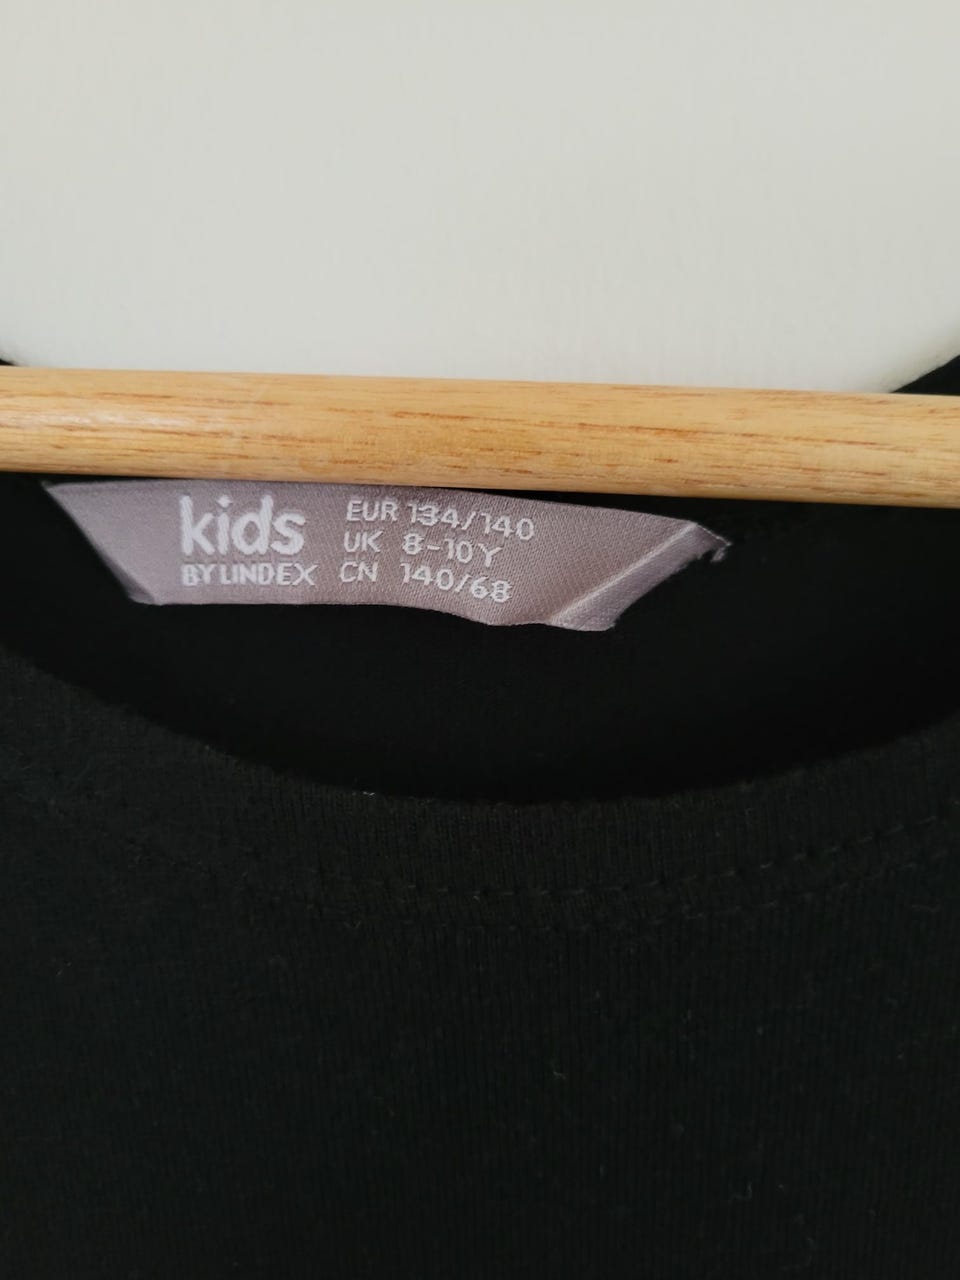 kids
BY LINDEX
EUR 134/140
UK 8-10Y
CN 140/68